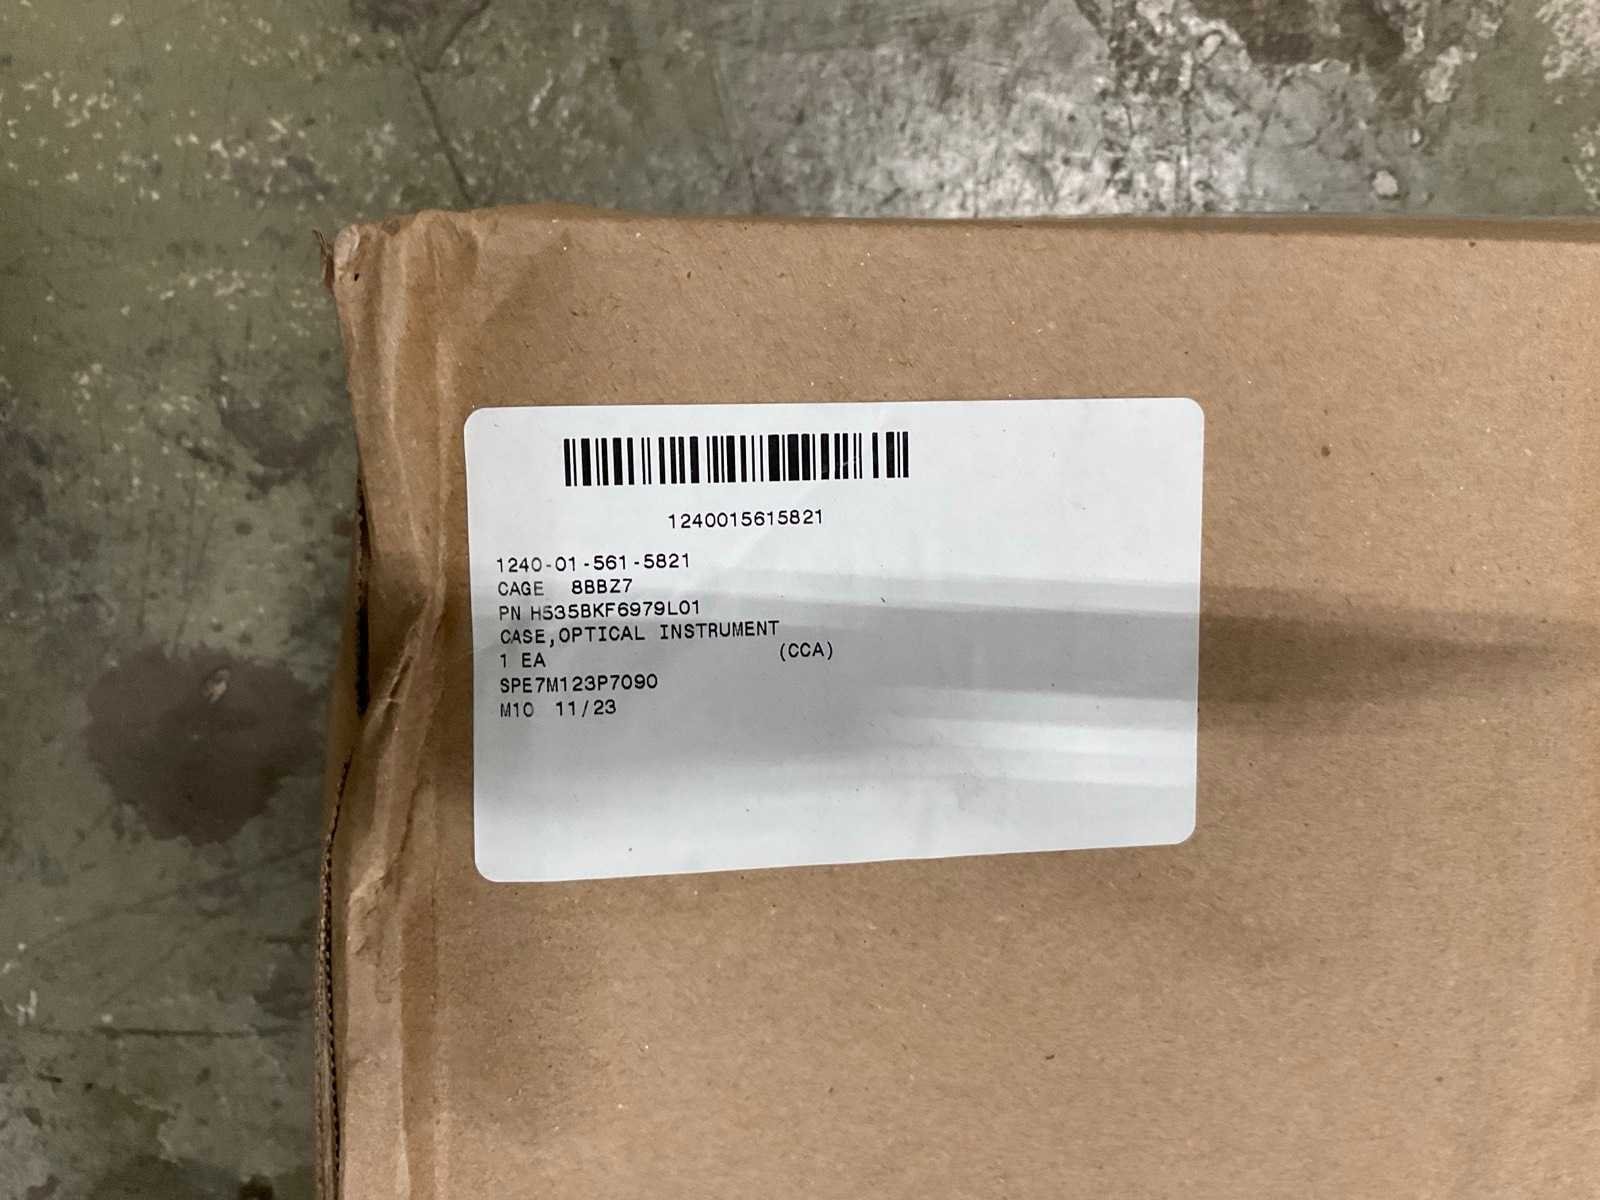 1240015615821
1240-01-561-5821
CAGE 8BBZ7
PN H535BKF6979L01
CASE,OPTICAL INSTRUMENT
1 EA (CCA)
SPE7M123P7090
M10 11/23